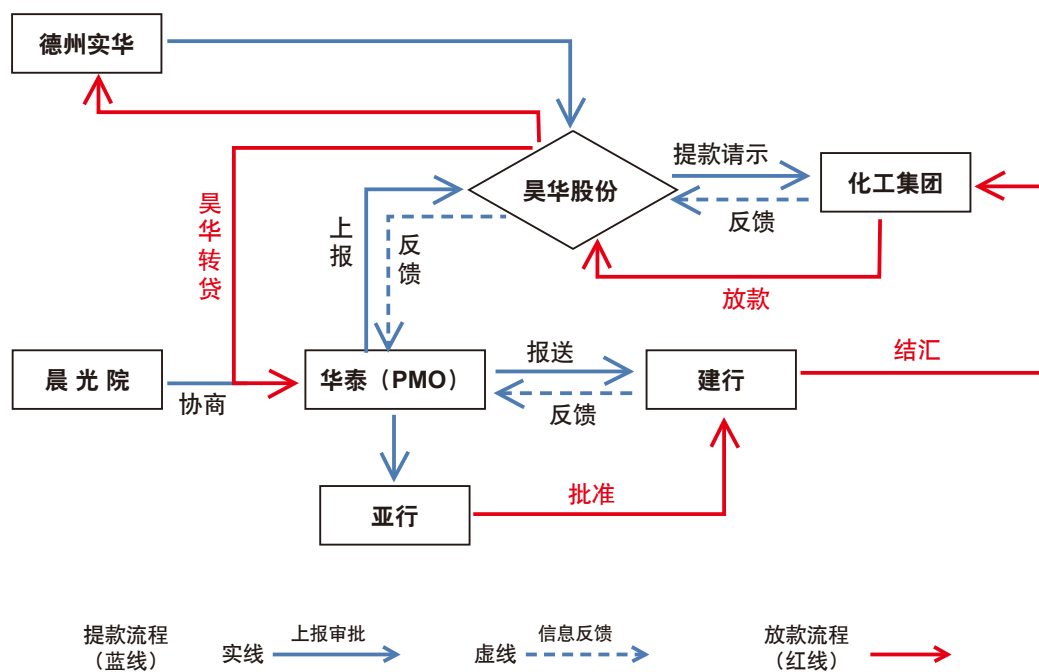 德州实华
提款请示
昊华股份
化工集团
反馈
昊华转贷
上报
反馈
放款
晨光院
协商
华泰（PMO）
报送
反馈
建行
结汇
亚行
批准
提款流程
（蓝线）
实线
上报审批
虚线
信息反馈
放款流程
（红线）